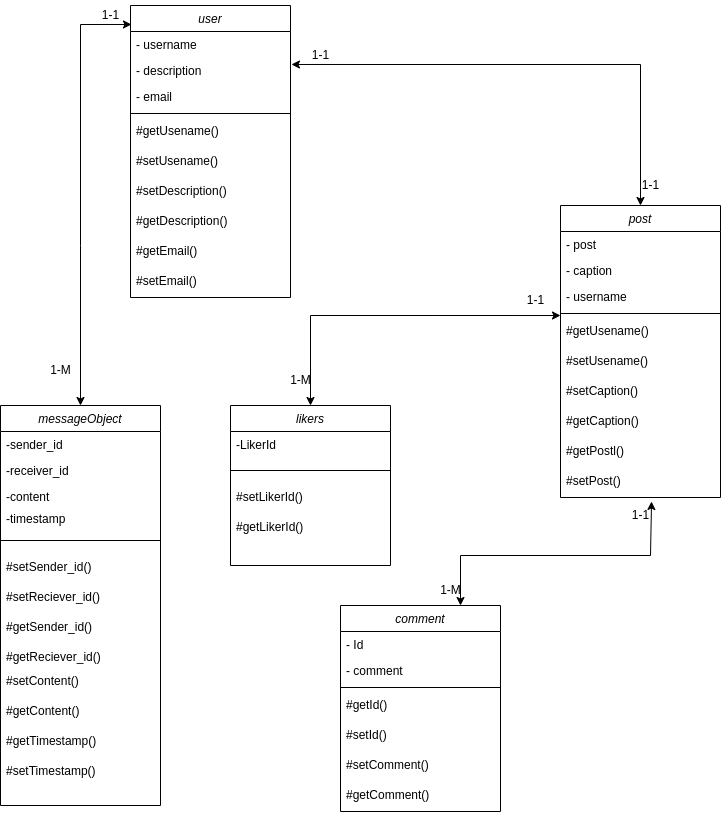 1-1
user
- username
- description
- email
#getUsename()
#setUsename()
#setDescription()
#getDescription()
#getEmail()
#setEmail()
1-1
1-1
post
- post
- caption
- username
#getUsename()
#setUsename()
#setCaption()
#getCaption()
#getPostl()
#setPost()
1-M
messageObject
-sender_id
-receiver_id
-content
-timestamp
#setSender_id()
#setReciever_id()
#getSender_id()
#getReciever_id()
#setContent()
#getContent()
#getTimestamp()
#setTimestamp()
1-1
1-M
likers
-LikerId
#setLikerId()
#getLikerId()
1-1
1-M
comment
- Id
- comment
#getId()
#setId()
#setComment()
#getComment()